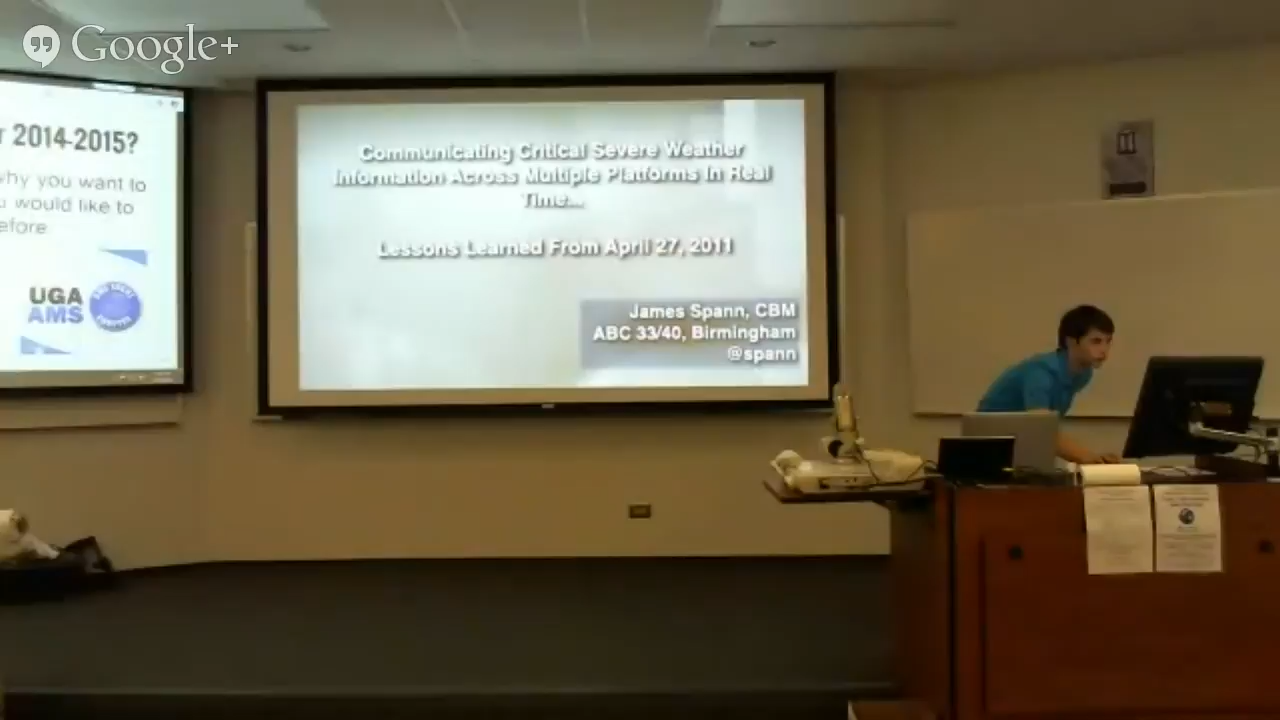 Google+
r 2014-2015?
why you want to
u would like to
efore
UGA
AMS
Communicating Critical Severe Weather
Information Across Multiple Platforms In Real
Time...
Lessons Learned From April 27, 2011
James Spann, CBM
ABC 33/40, Birmingham
@spann